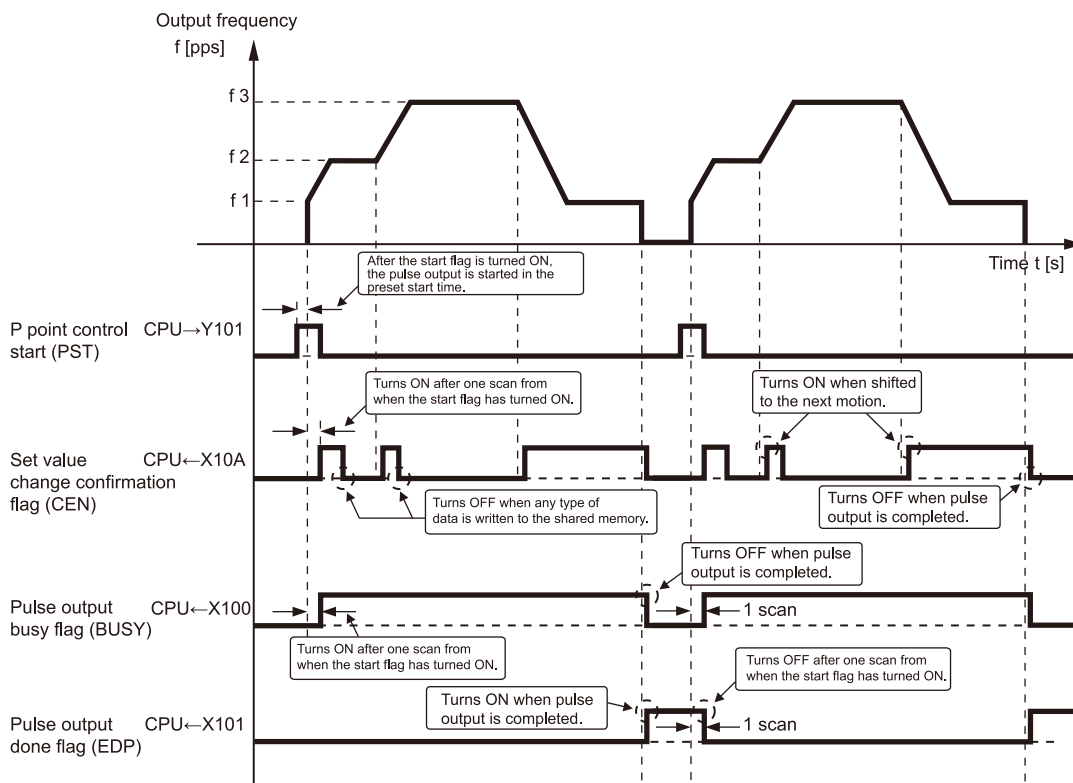 Output frequency
f [pps]
f 3
f 2
f 1
Time t [s]
After the start flag is turned ON,
the pulse output is started in the
preset start time.
P point control
start (PST)
CPU→Y101
Turns ON after one scan from
when the start flag has turned ON.
Turns ON when shifted
to the next motion.
Set value
change confirmation
flag (CEN)
CPU←X10A
Turns OFF when any type of
data is written to the shared memory.
Turns OFF when pulse
output is completed.
Turns OFF when pulse
output is completed.
Pulse output
busy flag (BUSY)
CPU←X100
1 scan
Turns ON after one scan from
when the start flag has turned ON.
Turns OFF after one scan from
when the start flag has turned ON.
Turns ON when pulse
output is completed.
Pulse output
done flag (EDP)
CPU←X101
1 scan